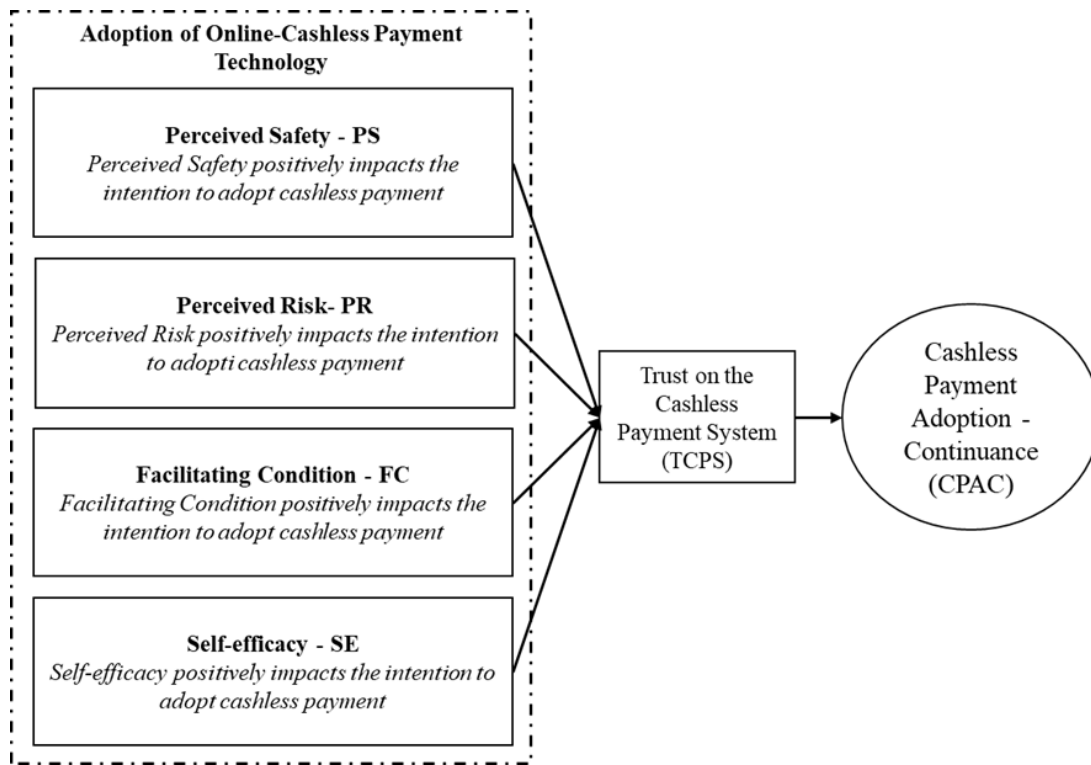 Adoption of Online-Cashless Payment
Technology
Perceived Safety - PS
Perceived Safety positively impacts the
intention to adopt cashless payment
Perceived Risk- PR
Perceived Risk positively impacts the intention
to adopti cashless payment
Facilitating Condition - FC
Facilitating Condition positively impacts the
intention to adopt cashless payment
Self-efficacy - SE
Self-efficacy positively impacts the intention to
adopt cashless payment
Trust on the
Cashless
Payment System
(TCPS)
Cashless
Payment
Adoption -
Continuance
(CPAC)